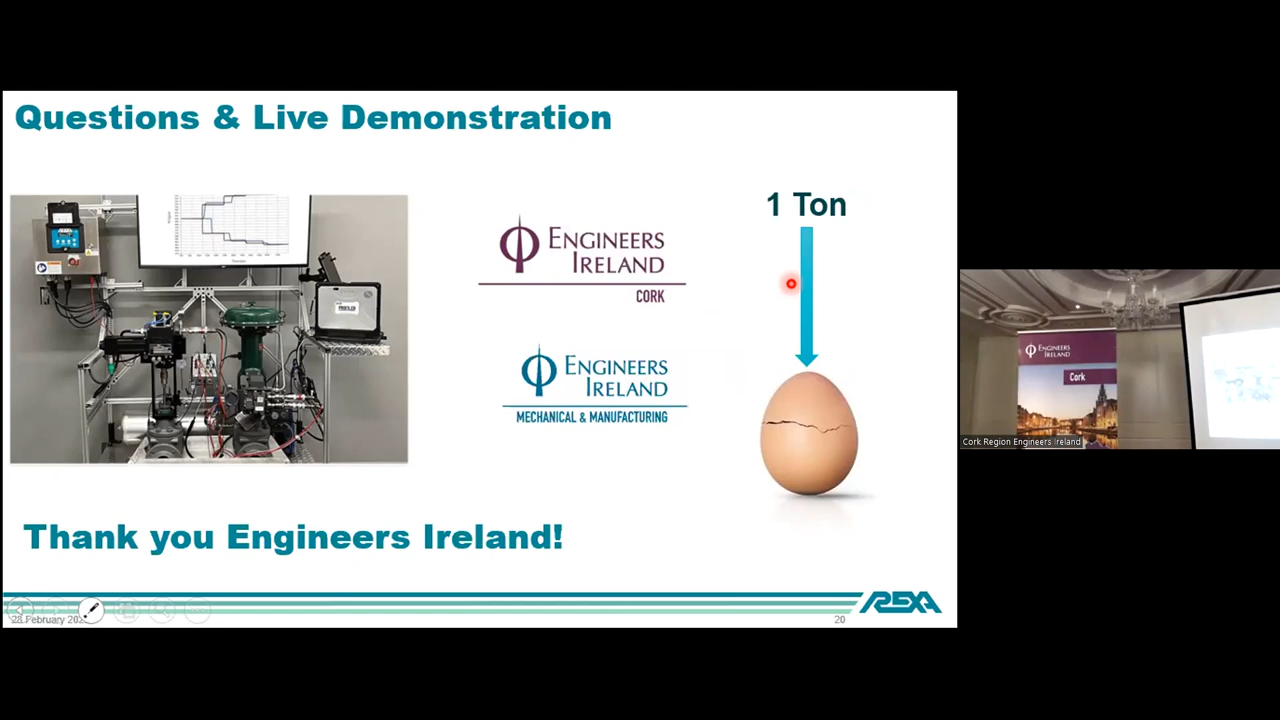 Questions & Live Demonstration
1 Ton
ENGINEERS
IRELAND
CORK
ENGINEERS
IRELAND
MECHANICAL & MANUFACTURING
Thank you Engineers Ireland!
REXA
20
ENGINEERS
IRELAND
Cork
Cork Region Engineers Ireland